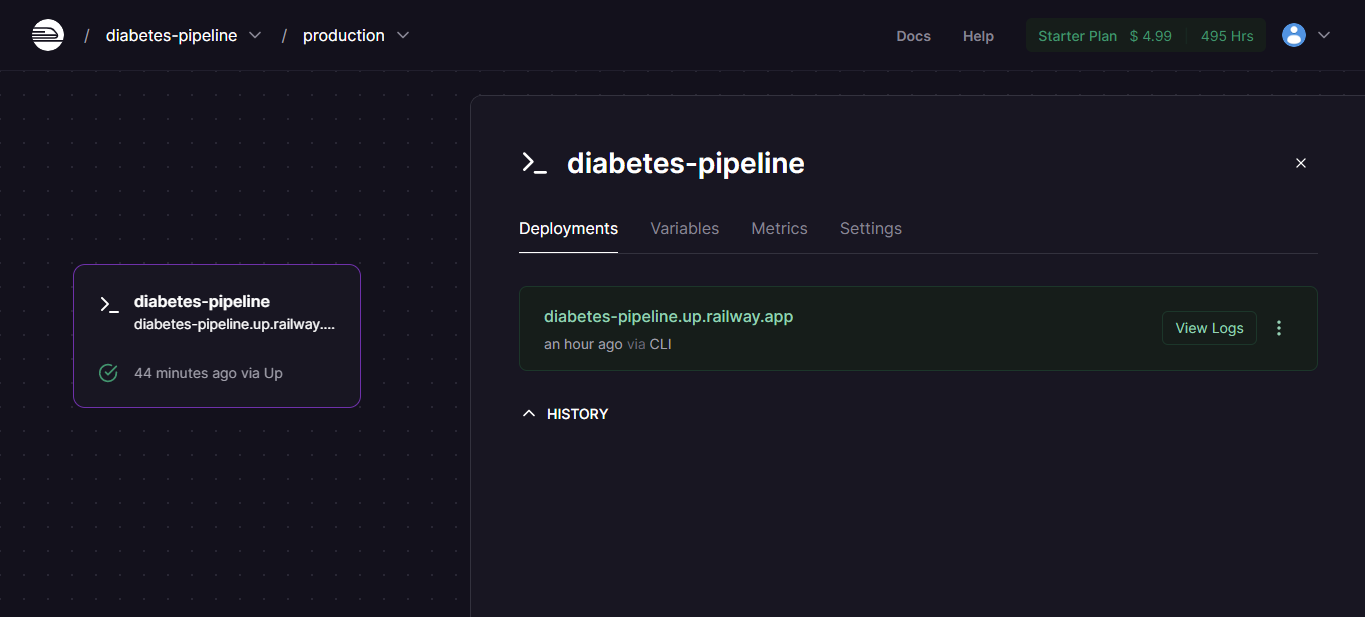 / diabetes-pipeline / production Docs Help Starter Plan $ 4.99 495 Hrs
diabetes-pipeline
Deployments Variables Metrics Settings
diabetes-pipeline
diabetes-pipeline.up.railway....
44 minutes ago via Up
diabetes-pipeline.up.railway.app
an hour ago via CLI
View Logs
HISTORY